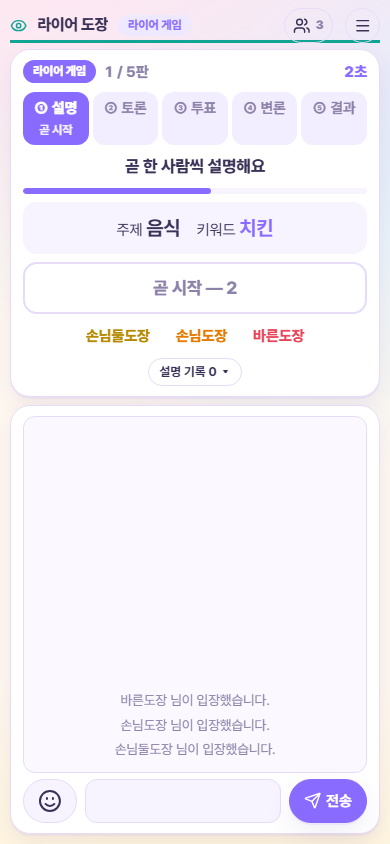 라이어 도장 라이어 게임 3
라이어 게임 1 / 5판 2초
① 설명 ② 토론 ③ 투표 ④ 변론 ⑤ 결과
곧 시작
곧 한 사람씩 설명해요
주제 음식 키워드 치킨
곧 시작 — 2
손님둘도장 손님도장 바른도장
설명 기록 0
바른도장 님이 입장했습니다.
손님도장 님이 입장했습니다.
손님둘도장 님이 입장했습니다.
전송